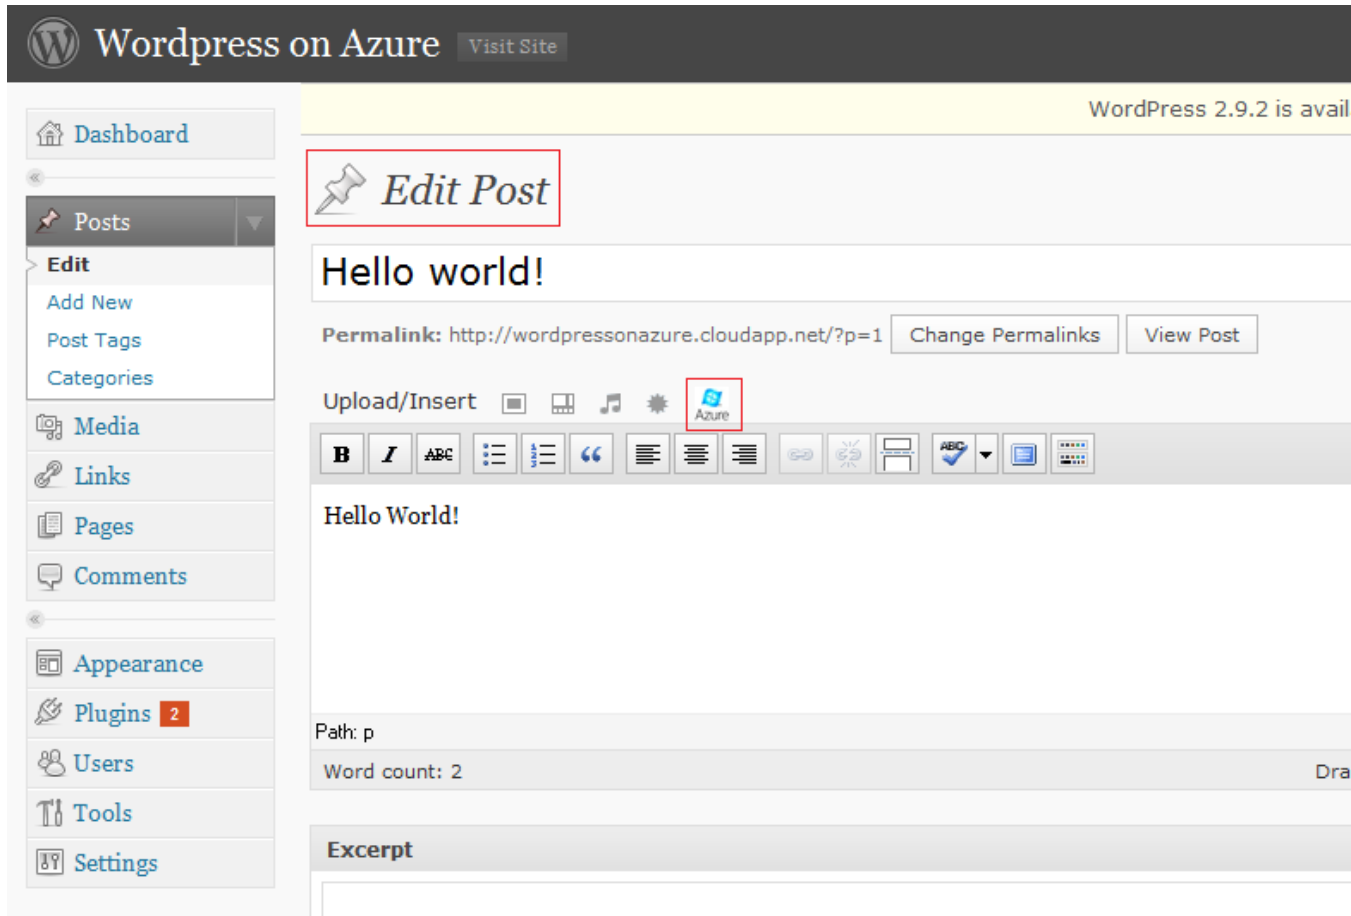 Wordpress on Azure Visit Site
WordPress 2.9.2 is avail
Dashboard
Posts
Edit
Add New
Post Tags
Categories
Media
Links
Pages
Comments
Appearance
Plugins 2
Users
Tools
Settings
Edit Post
Hello world!
Permalink: http://wordpressonazure.cloudapp.net/?p=1 Change Permalinks View Post
Upload/Insert Azure
B I ABC ABC
Hello World!
Path: p
Word count: 2 Dra
Excerpt